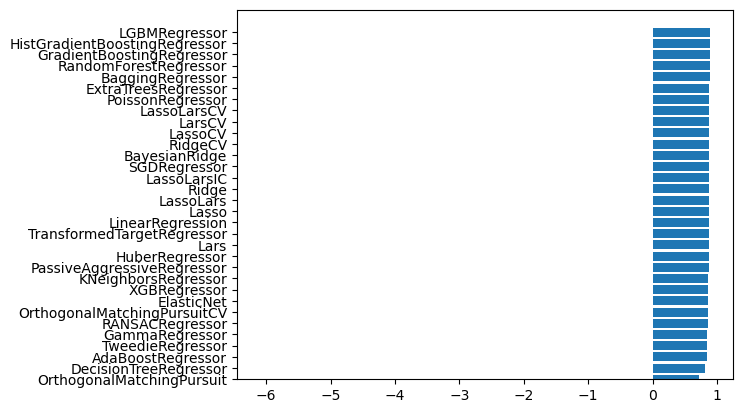 LGBMRegressor
HistGradientBoostingRegressor
GradientBoostingRegressor
RandomForestRegressor
BaggingRegressor
ExtraTreesRegressor
PoissonRegressor
LassoLarsCV
LarsCV
LassoCV
RidgeCV
BayesianRidge
SGDRegressor
LassoLarsIC
Ridge
LassoLars
Lasso
LinearRegression
TransformedTargetRegressor
Lars
HuberRegressor
PassiveAggressiveRegressor
KNeighborsRegressor
XGBRegressor
ElasticNet
OrthogonalMatchingPursuitCV
RANSACRegressor
GammaRegressor
TweedieRegressor
AdaBoostRegressor
DecisionTreeRegressor
OrthogonalMatchingPursuit
−6 −5 −4 −3 −2 −1 0 1